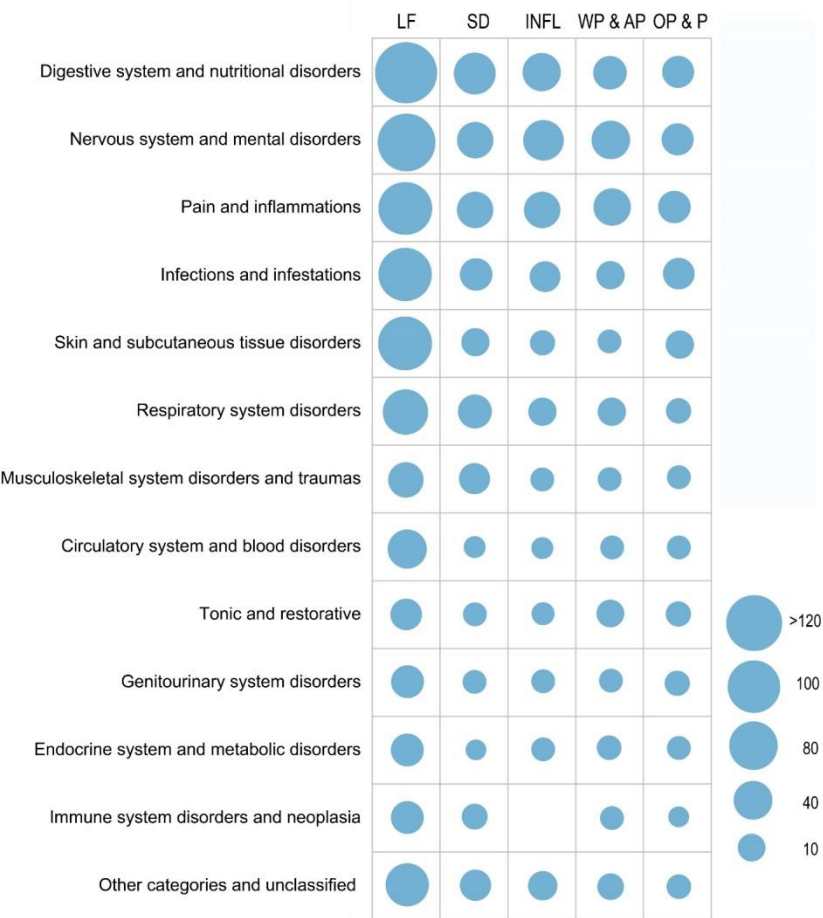 LF SD INFL WP & AP OP & P
Digestive system and nutritional disorders
Nervous system and mental disorders
Pain and inflammations
Infections and infestations
Skin and subcutaneous tissue disorders
Respiratory system disorders
Musculoskeletal system disorders and traumas
Circulatory system and blood disorders
Tonic and restorative
Genitourinary system disorders
Endocrine system and metabolic disorders
Immune system disorders and neoplasia
Other categories and unclassified
>120
100
80
40
10